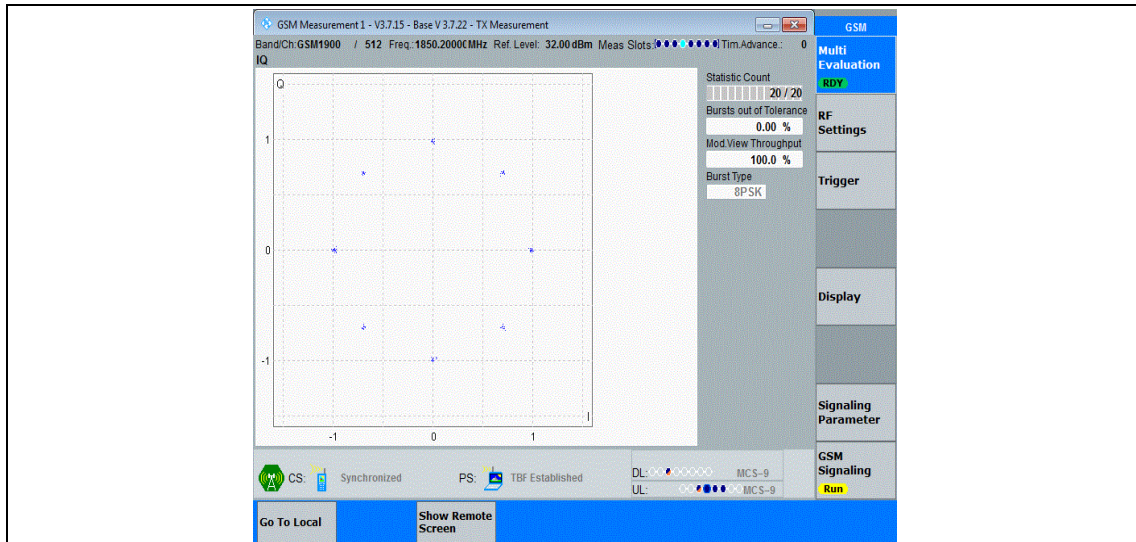 GSM Measurement 1 - V3.7.15 - Base V 3.7.22 - TX Measurement
GSM
Band/Ch:GSM1900 / 512 Freq.:1850.2000(MHz Ref. Level: 32.00 dBm Meas Slots: Tim.Advance.: 0
IQ
Q
1
0
-1
-1 0 1
I
Statistic Count
20 / 20
Bursts out of Tolerance
0.00 %
Mod.View Throughput
100.0 %
Burst Type
8PSK
Multi
Evaluation
RDY
RF
Settings
Trigger
Display
Signaling
Parameter
GSM
Signaling
Run
CS: Synchronized PS: TBF Established
DL: MCS-9
UL: MCS-9
Go To Local
Show Remote
Screen